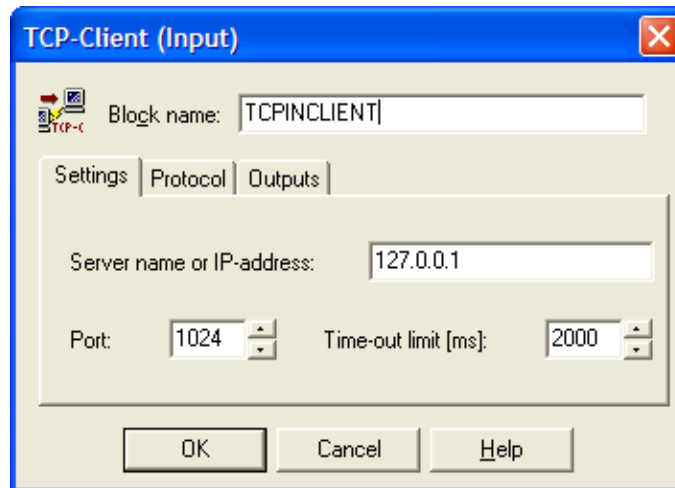 TCP-Client (Input)
TCP-C
Block name: TCPINCLIENT
Settings Protocol Outputs
Server name or IP-address: 127.0.0.1
Port: 1024 Time-out limit [ms]: 2000
OK Cancel Help